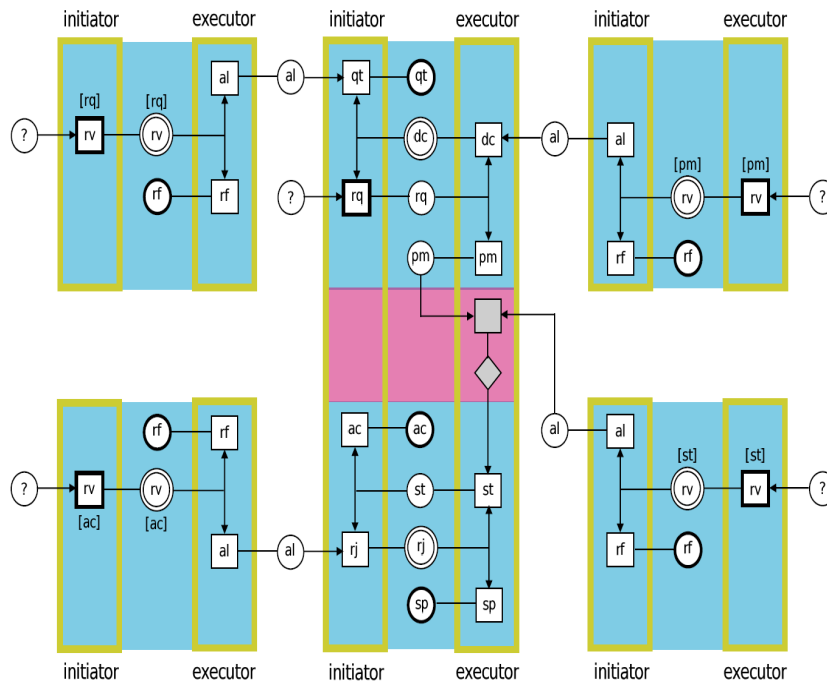 initiator executor initiator executor initiator executor
al al qt qt
[rq] [rq]
? rv rv dc dc al al
[pm] [pm]
rf rf ? rq rq rv rv ?
pm pm rf rf
rf rf ac ac al al
[st] [st]
? rv rv st st rv rv ?
[ac] [ac]
al al rj rj rf rf
sp sp
initiator executor initiator executor initiator executor